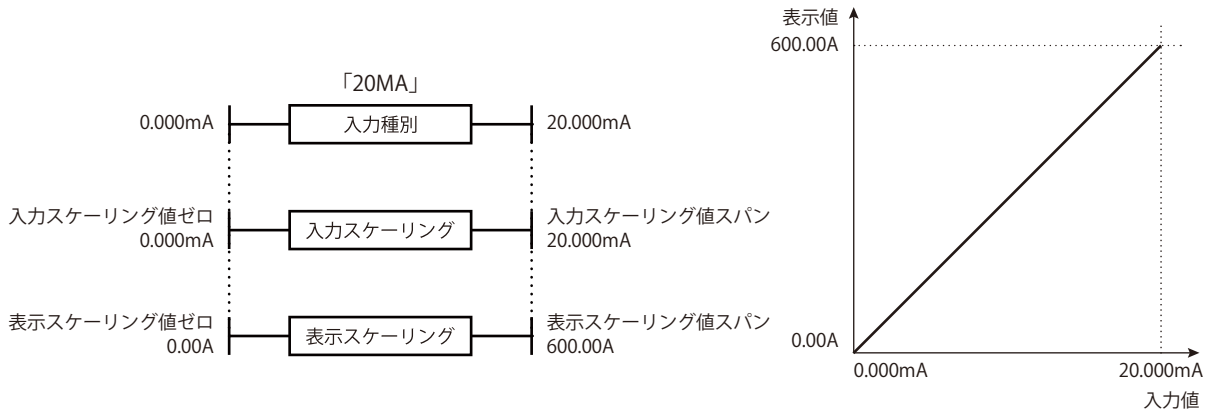 「20MA」
0.000mA
入力種別
20.000mA
入力スケーリング値ゼロ
0.000mA
入力スケーリング
入力スケーリング値スパン
20.000mA
表示スケーリング値ゼロ
0.00A
表示スケーリング
表示スケーリング値スパン
600.00A
表示値
600.00A
0.00A
0.000mA
20.000mA
入力値